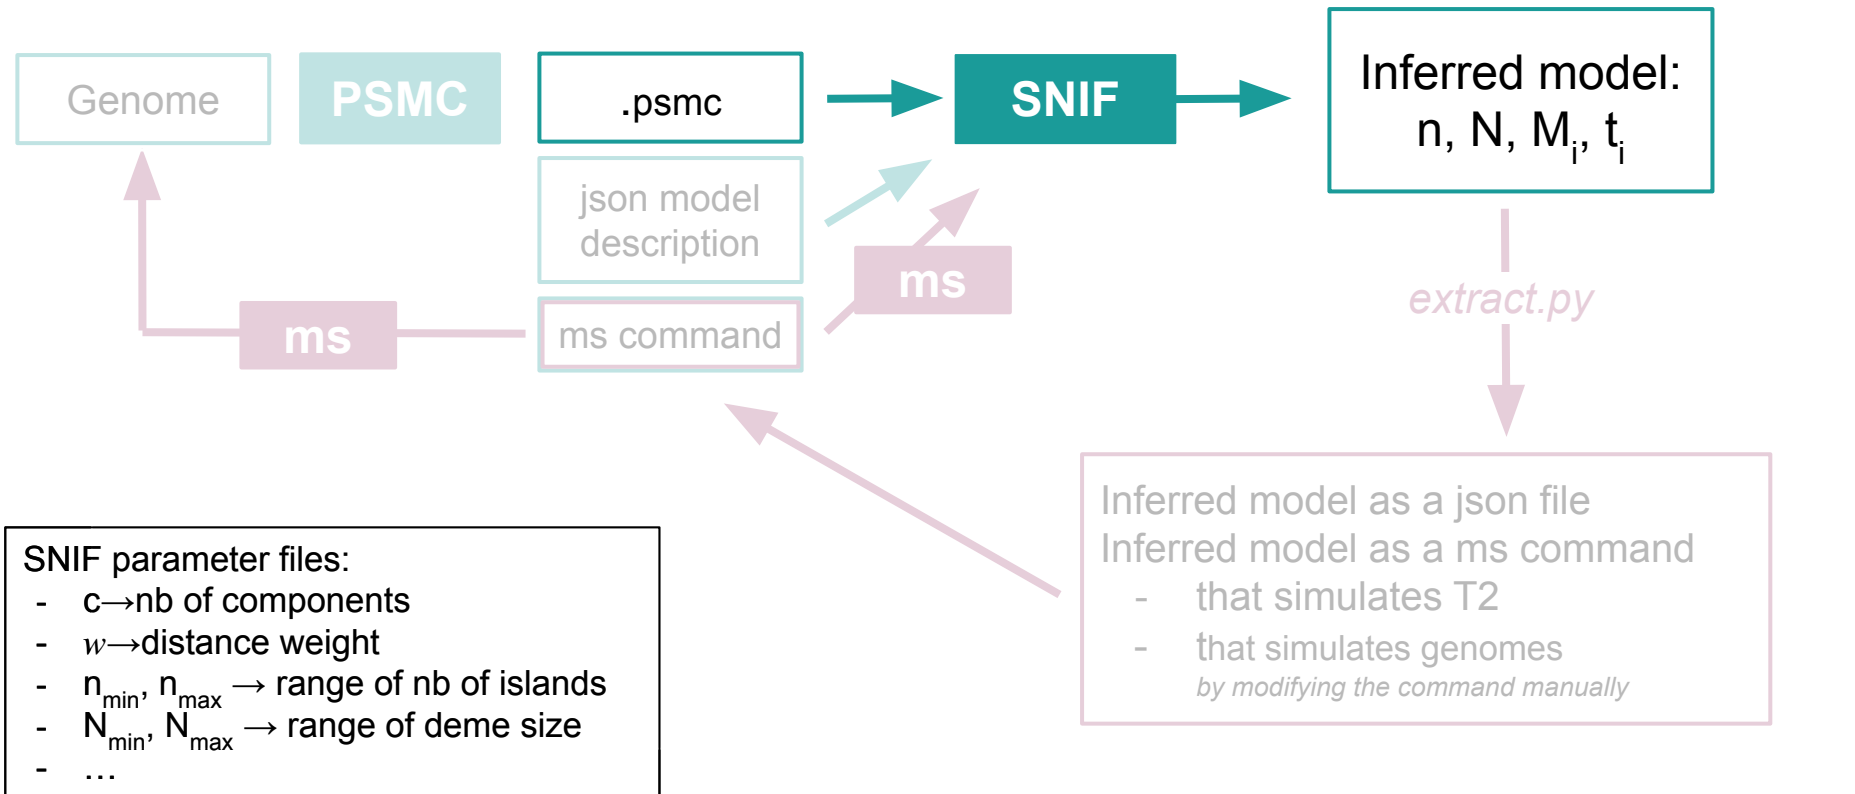 Genome
PSMC
.psmc
SNIF
Inferred model:
n, N, Mi, ti
json model
description
ms
ms command
ms
extract.py
Inferred model as a json file
Inferred model as a ms command
- that simulates T2
- that simulates genomes
by modifying the command manually
SNIF parameter files:
- c→nb of components
- w→distance weight
- nmin, nmax → range of nb of islands
- Nmin, Nmax → range of deme size
- ...